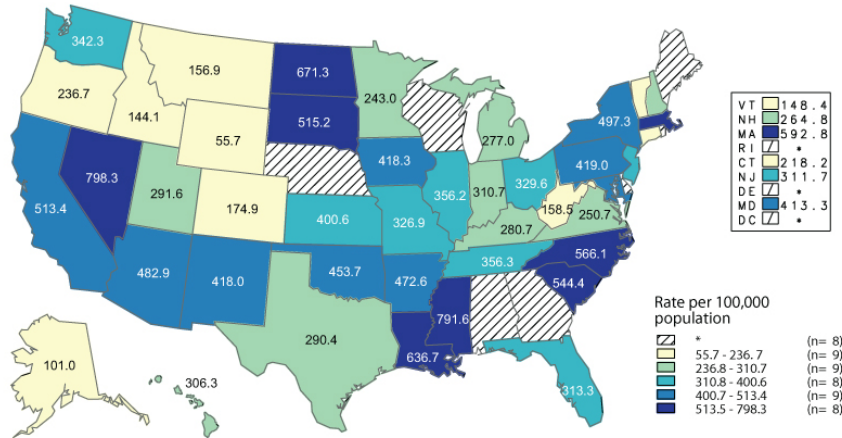 342.3
156.9
671.3
243.0
236.7
144.1
515.2
497.3
55.7
277.0
418.3
419.0
798.3
291.6
356.2
310.7
329.6
513.4
174.9
158.5
250.7
400.6
326.9
280.7
356.3
566.1
482.9
418.0
453.7
472.6
544.4
791.6
290.4
636.7
101.0
306.3
313.3
VT 148.4
NH 264.8
MA 592.8
RI *
CT 218.2
NJ 311.7
DE *
MD 413.3
DC *
Rate per 100,000
population
* (n= 8)
55.7 - 236.7 (n= 9)
236.8 - 310.7 (n= 9)
310.8 - 400.6 (n= 8)
400.7 - 513.4 (n= 9)
513.5 - 798.3 (n= 8)